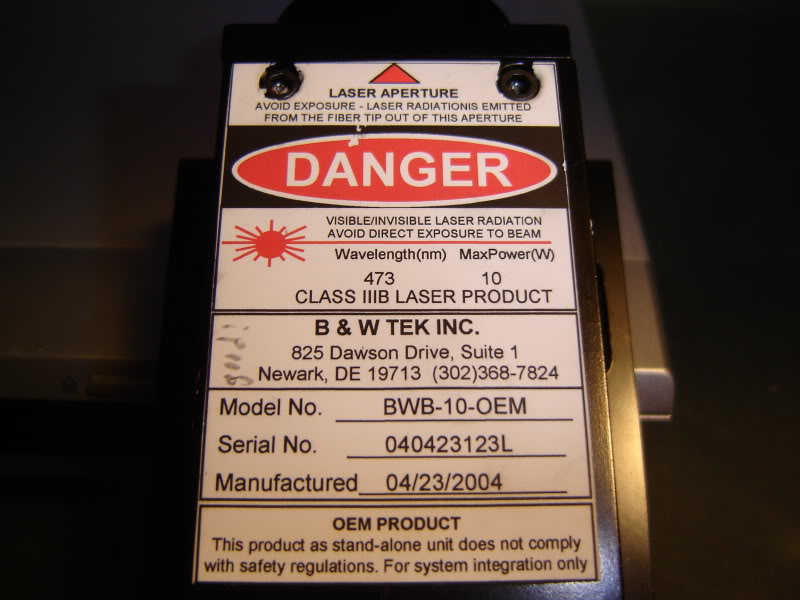 LASER APERTURE
AVOID EXPOSURE - LASER RADIATIONIS EMITTED
FROM THE FIBER TIP OUT OF THIS APERTURE
DANGER
VISIBLE/INVISIBLE LASER RADIATION
AVOID DIRECT EXPOSURE TO BEAM
Wavelength(nm) MaxPower(W)
473 10
CLASS IIIB LASER PRODUCT
B & W TEK INC.
825 Dawson Drive, Suite 1
Newark, DE 19713 (302)368-7824
Model No. BWB-10-OEM
Serial No. 040423123L
Manufactured 04/23/2004
OEM PRODUCT
This product as stand-alone unit does not comply
with safety regulations. For system integration only